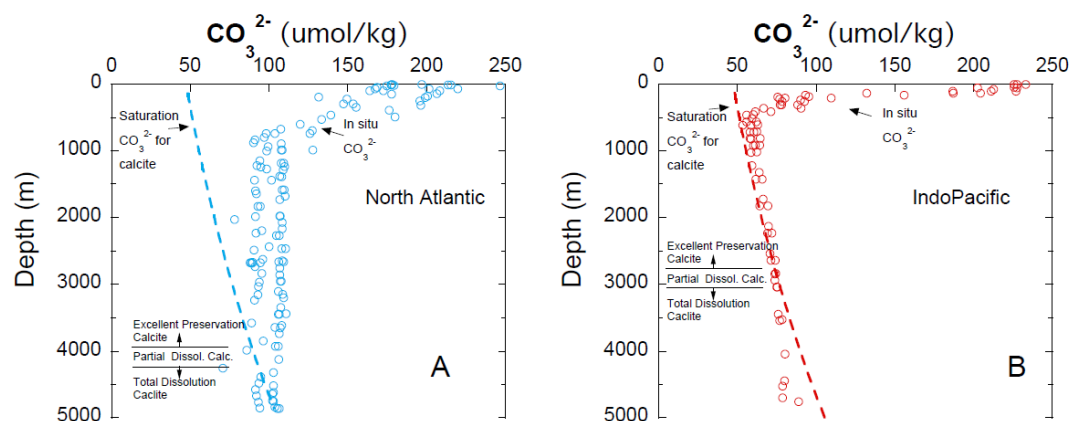 CO₃²⁻ (umol/kg)
0 50 100 150 200 250
0
1000
2000
3000
4000
5000
Depth (m)
Saturation
CO₃²⁻ for
calcite
In situ
CO₃²⁻
North Atlantic
Excellent Preservation
Calcite
Partial Dissol. Calc.
Total Dissolution
Caclite
A
CO₃²⁻ (umol/kg)
0 50 100 150 200 250
0
1000
2000
3000
4000
5000
Depth (m)
Saturation
CO₃²⁻ for
calcite
In situ
CO₃²⁻
IndoPacific
Excellent Preservation
Calcite
Partial Dissol. Calc.
Total Dissolution
Caclite
B